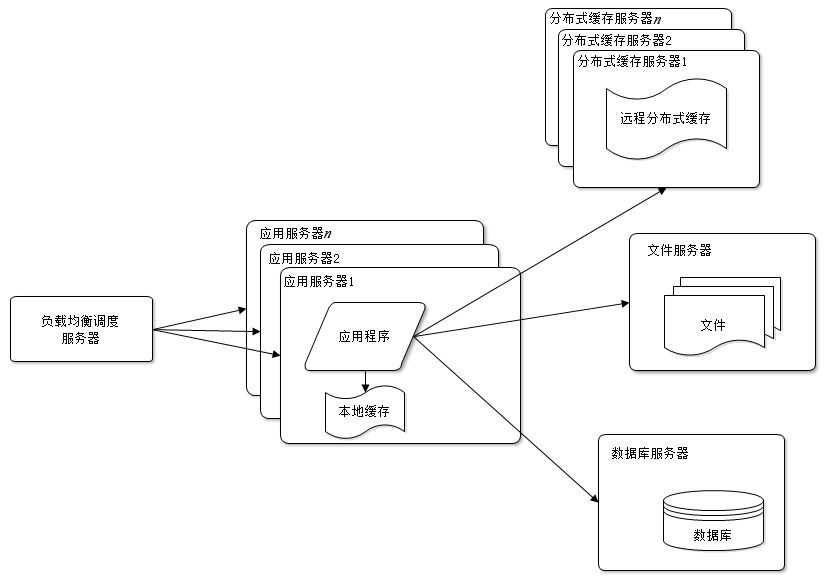 分布式缓存服务器n
分布式缓存服务器2
分布式缓存服务器1
远程分布式缓存
应用服务器n
应用服务器2
应用服务器1
应用程序
本地缓存
负载均衡调度
服务器
文件服务器
文件
数据库服务器
数据库